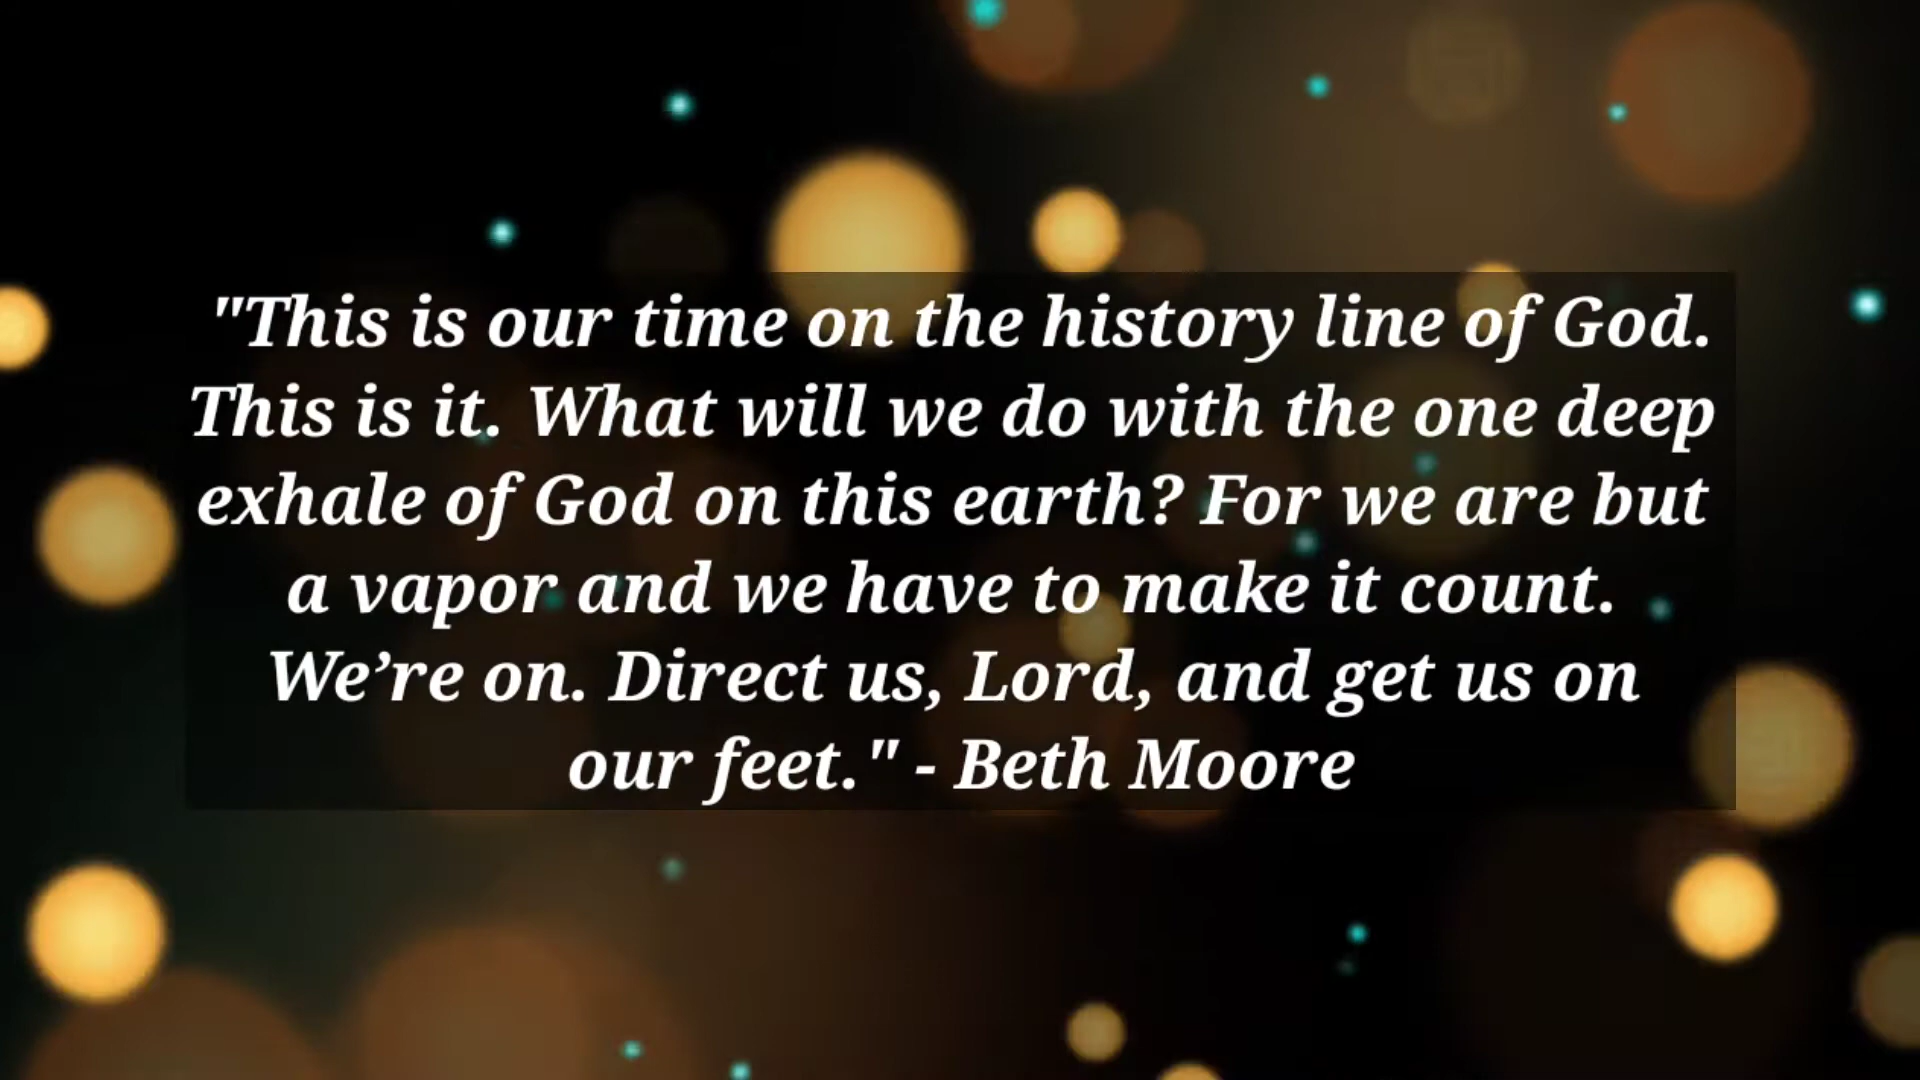 "This is our time on the history line of God.
This is it. What will we do with the one deep
exhale of God on this earth? For we are but
a vapor and we have to make it count.
We’re on. Direct us, Lord, and get us on
our feet." - Beth Moore